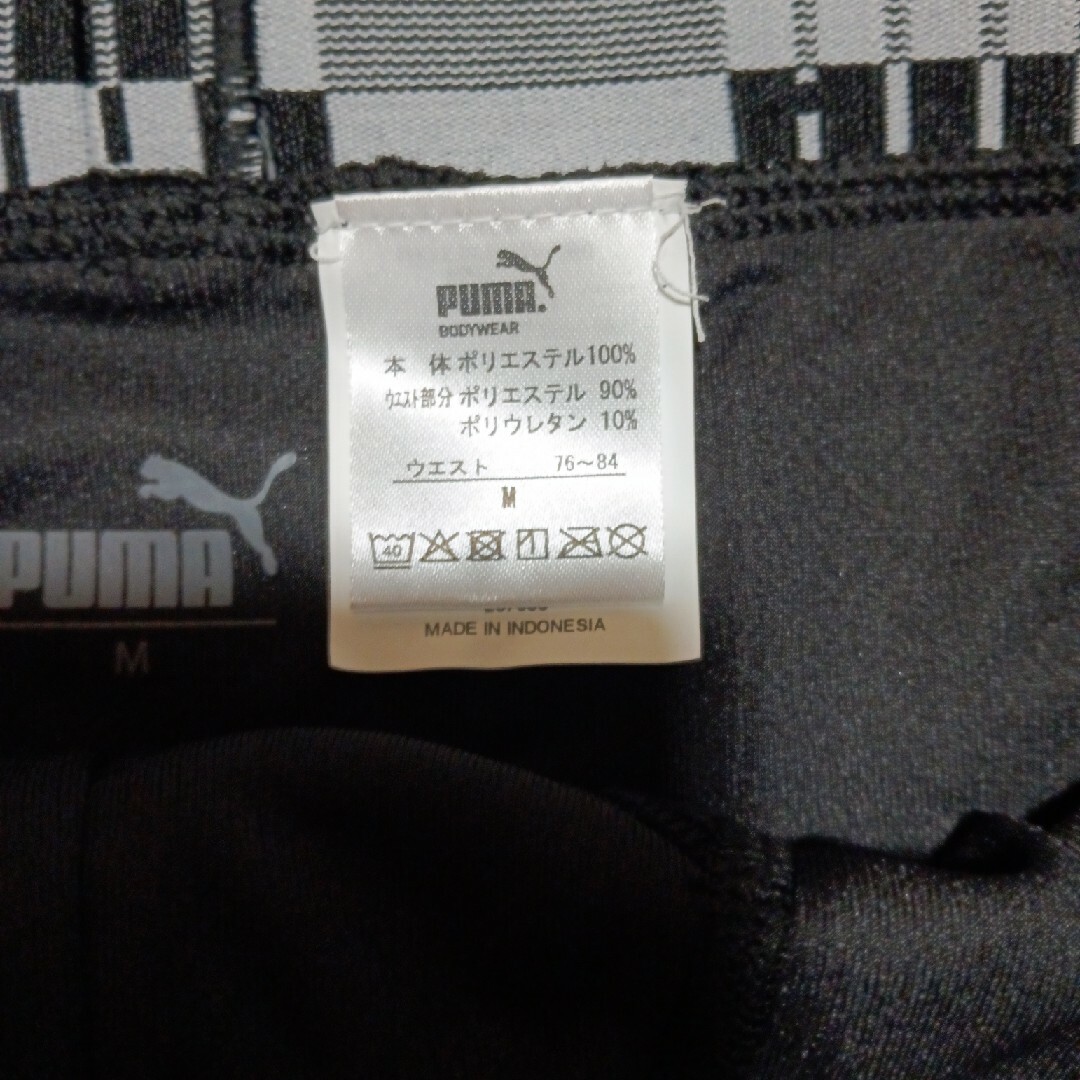 PUMA.
BODYWEAR
本 体 ポリエステル100%
ウエスト部分 ポリエステル 90%
ポリウレタン 10%
ウエスト 76~84
M
40
MADE IN INDONESIA
PUMA
M